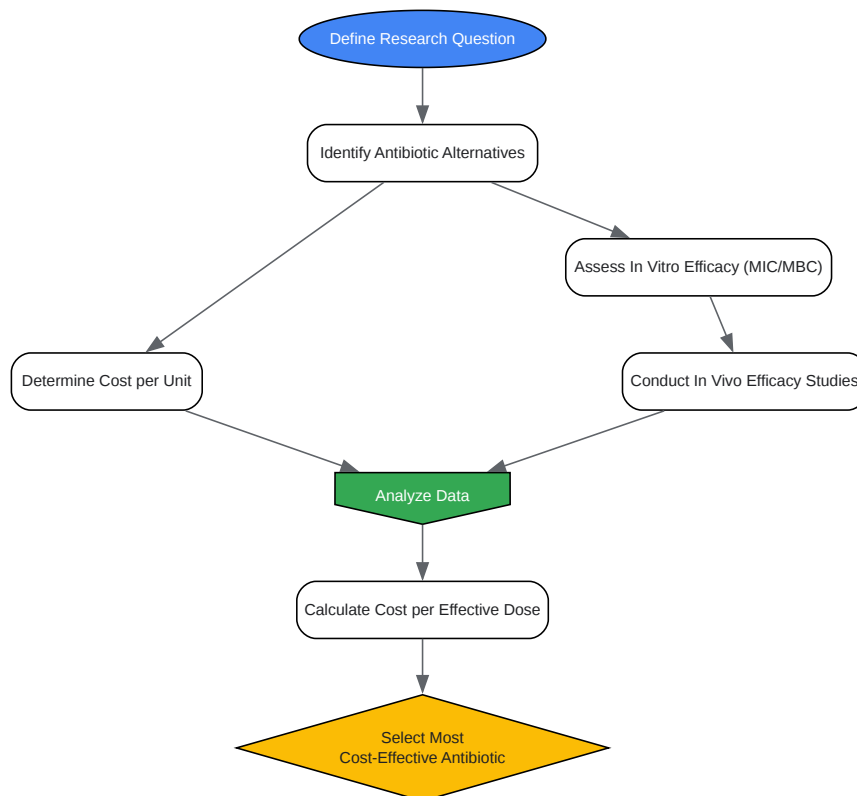 Define Research Question
Identify Antibiotic Alternatives
Assess In Vitro Efficacy (MIC/MBC)
Determine Cost per Unit
Conduct In Vivo Efficacy Studies
Analyze Data
Calculate Cost per Effective Dose
Select Most
Cost-Effective Antibiotic